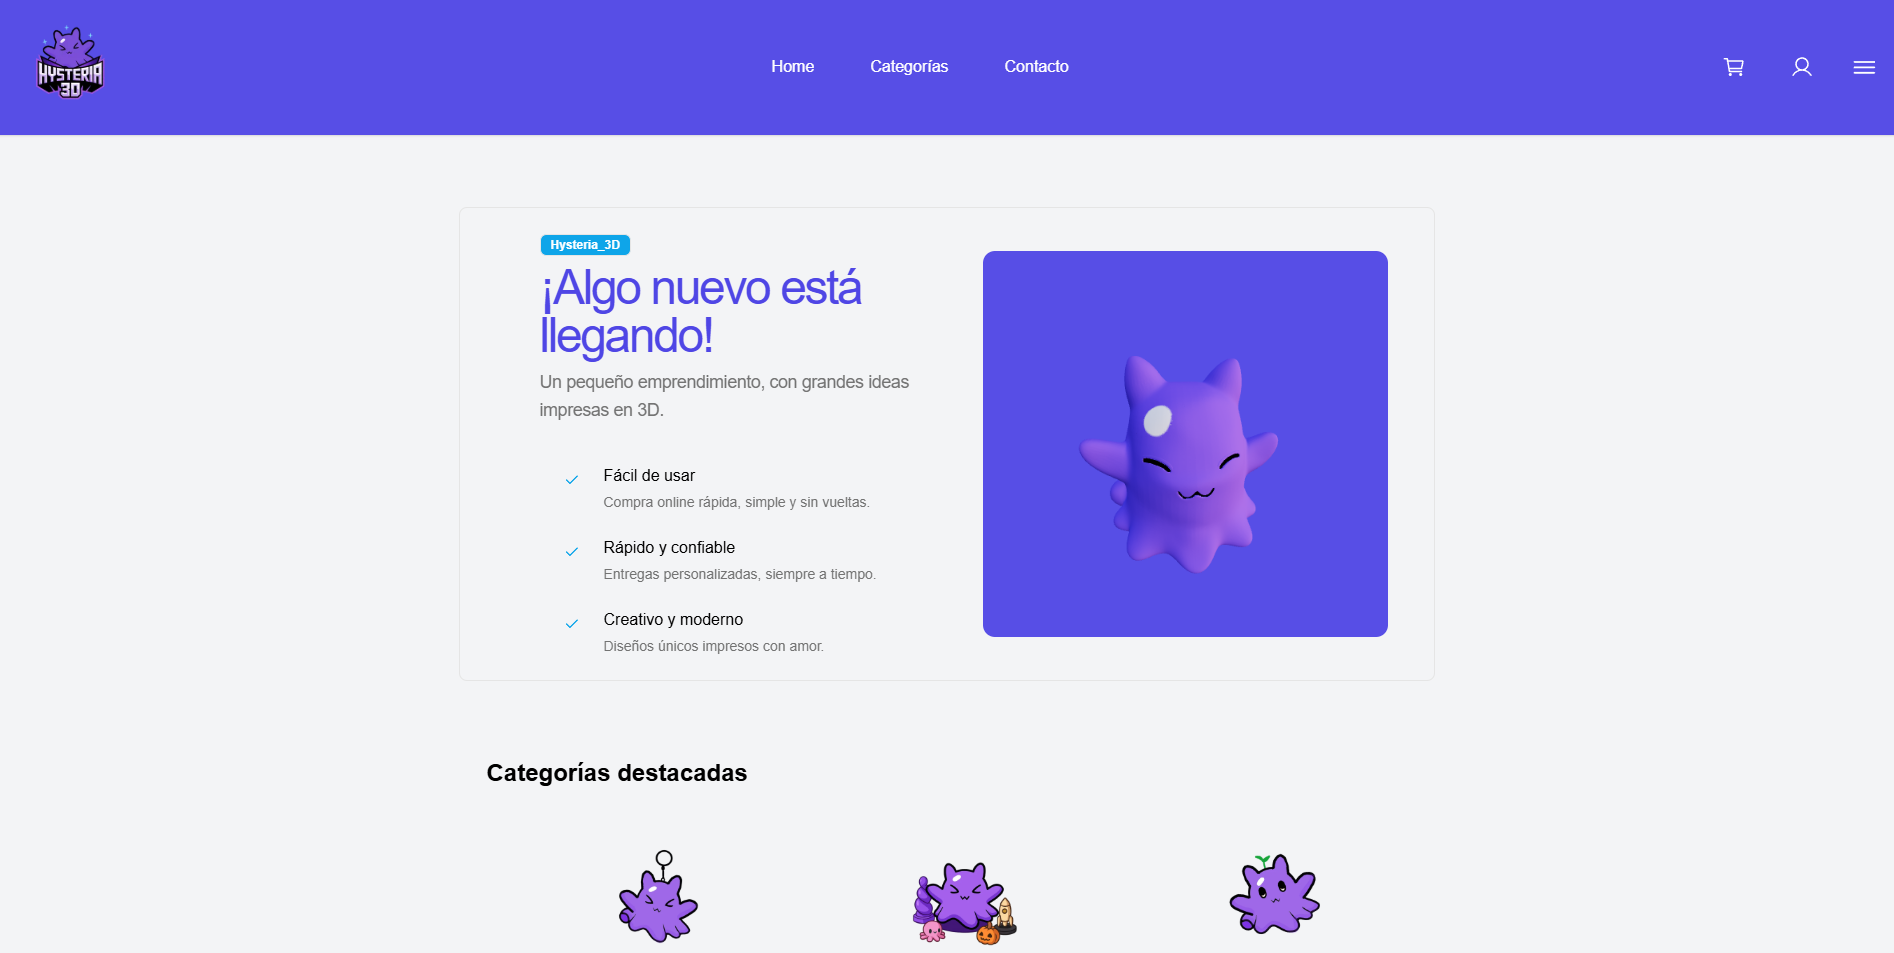 HYSTERIA
3D
Home
Categorías
Contacto
Hysteria_3D
¡Algo nuevo está
llegando!
Un pequeño emprendimiento, con grandes ideas
impresas en 3D.
Fácil de usar
Compra online rápida, simple y sin vueltas.
Rápido y confiable
Entregas personalizadas, siempre a tiempo.
Creativo y moderno
Diseños únicos impresos con amor.
Categorías destacadas